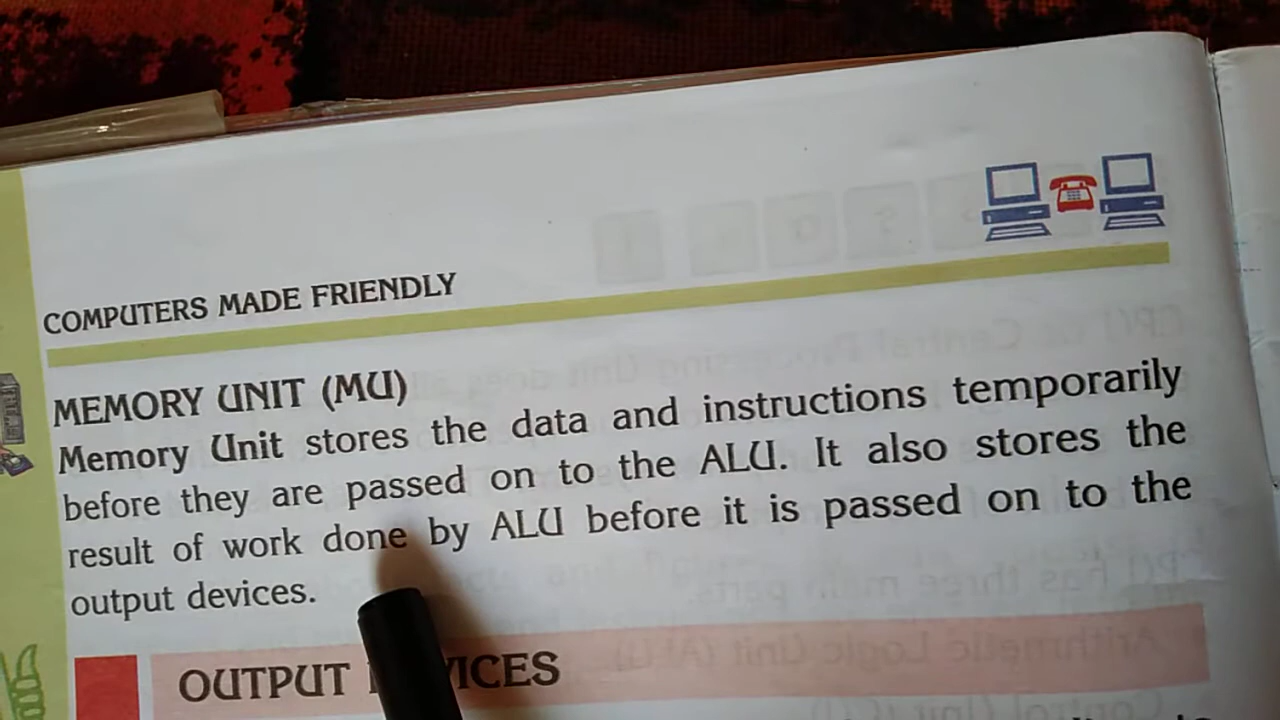 COMPUTERS MADE FRIENDLY
MEMORY UNIT (MU)
Memory Unit stores the data and instructions temporarily
before they are passed on to the ALU. It also stores the
result of work done by ALU before it is passed on to the
output devices.
OUTPUT